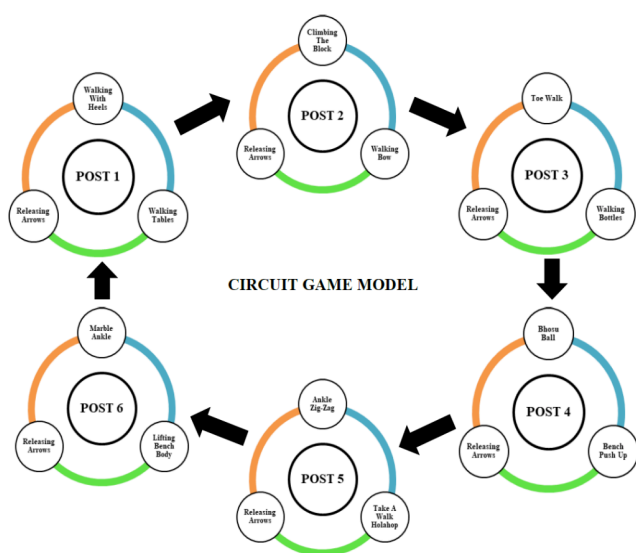 Walking
With
Heels
POST 1
Releasing
Arrows
Walking
Tables
Climbing
The
Block
POST 2
Releasing
Arrows
Walking
Bow
Toe Walk
POST 3
Releasing
Arrows
Walking
Bottles
CIRCUIT GAME MODEL
Bhosu
Ball
POST 4
Releasing
Arrows
Bench
Push Up
Ankle
Zig-Zag
POST 5
Releasing
Arrows
Take A
Walk
Holahop
Marble
Ankle
POST 6
Releasing
Arrows
Lifting
Bench
Body